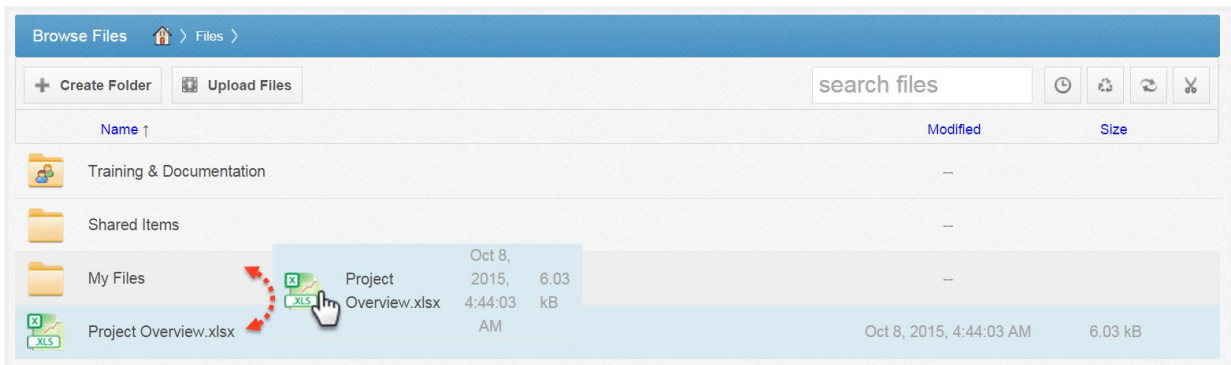 Browse Files 〉 Files 〉
+ Create Folder Upload Files search files
Name ↑ Modified Size
Training & Documentation --
Shared Items --
My Files --
Oct 8,
Project 2015, 6.03
Overview.xlsx 4:44:03 kB
AM
X
.XLS
Project Overview.xlsx Oct 8, 2015, 4:44:03 AM 6.03 kB
X
.XLS